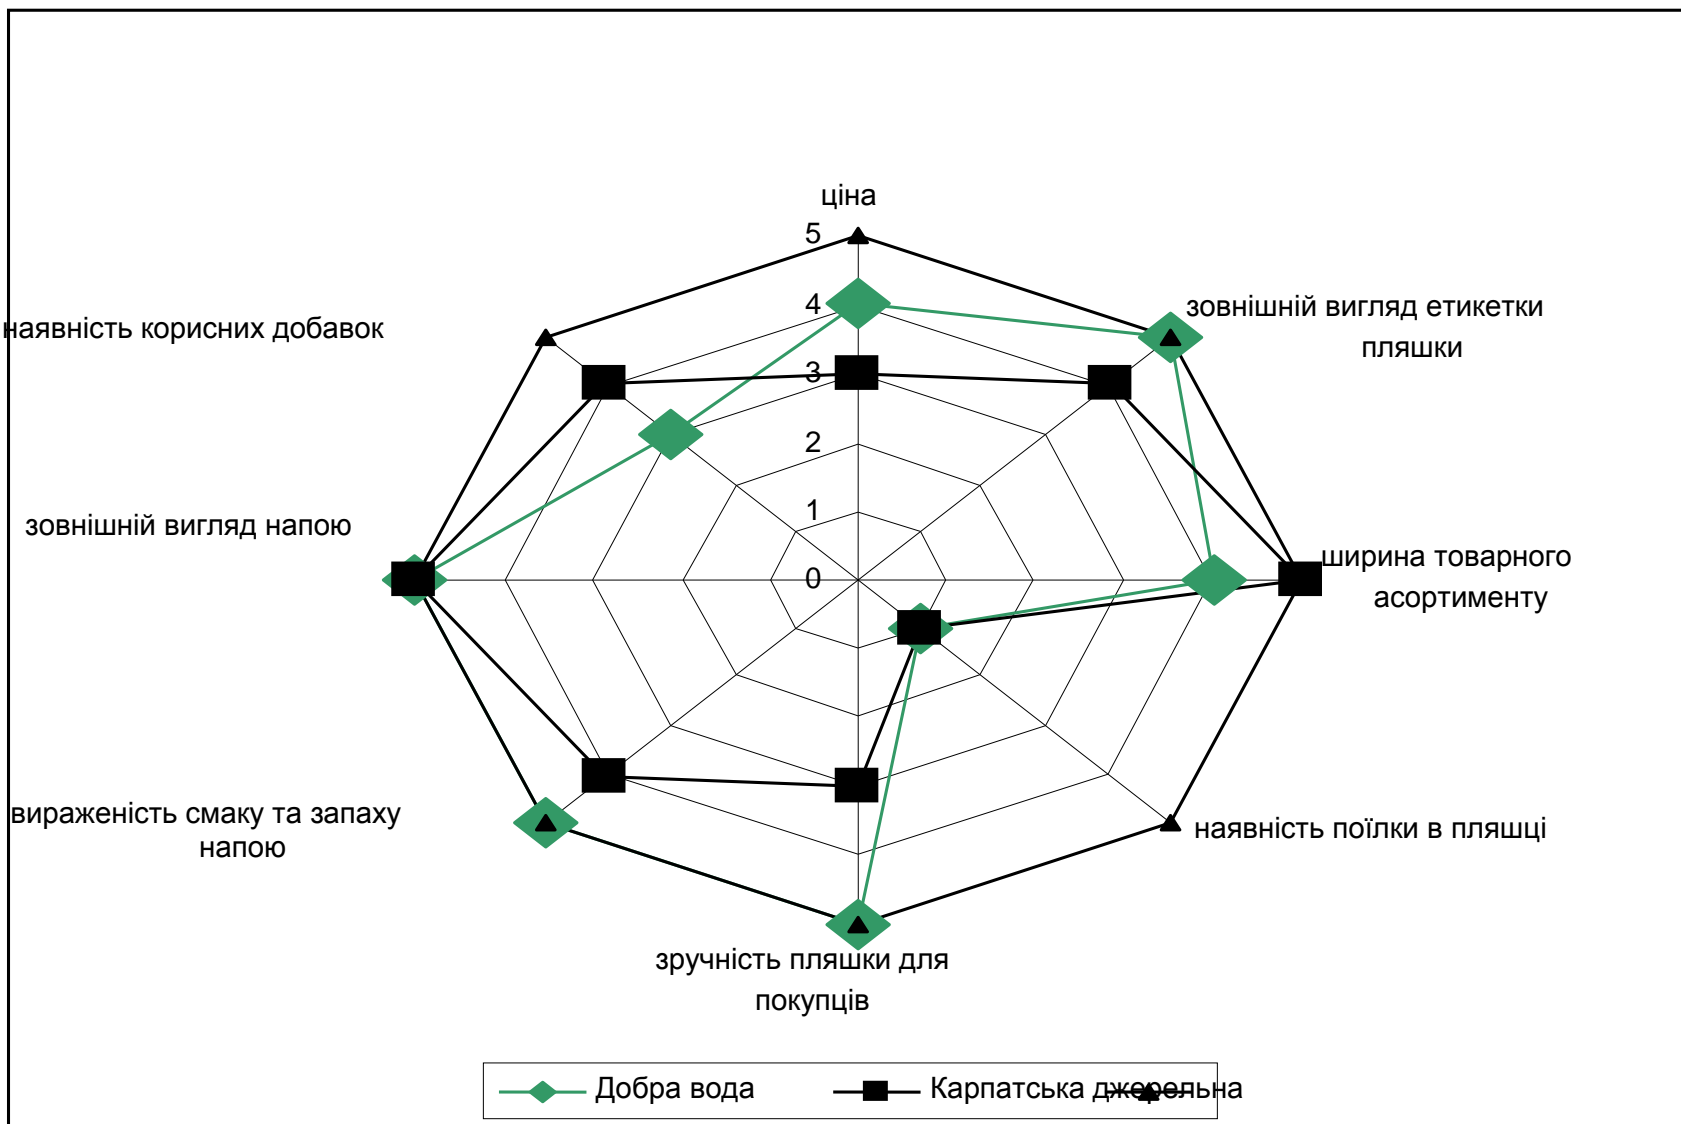 ціна
5
зовнішній вигляд етикетки
пляшки
4
наявність корисних добавок
3
2
1
зовнішній вигляд напою
0
ширина товарного
асортименту
вираженість смаку та запаху
напою
наявність поїлки в пляшці
зручність пляшки для
покупців
Добра вода
Карпатська джерельна